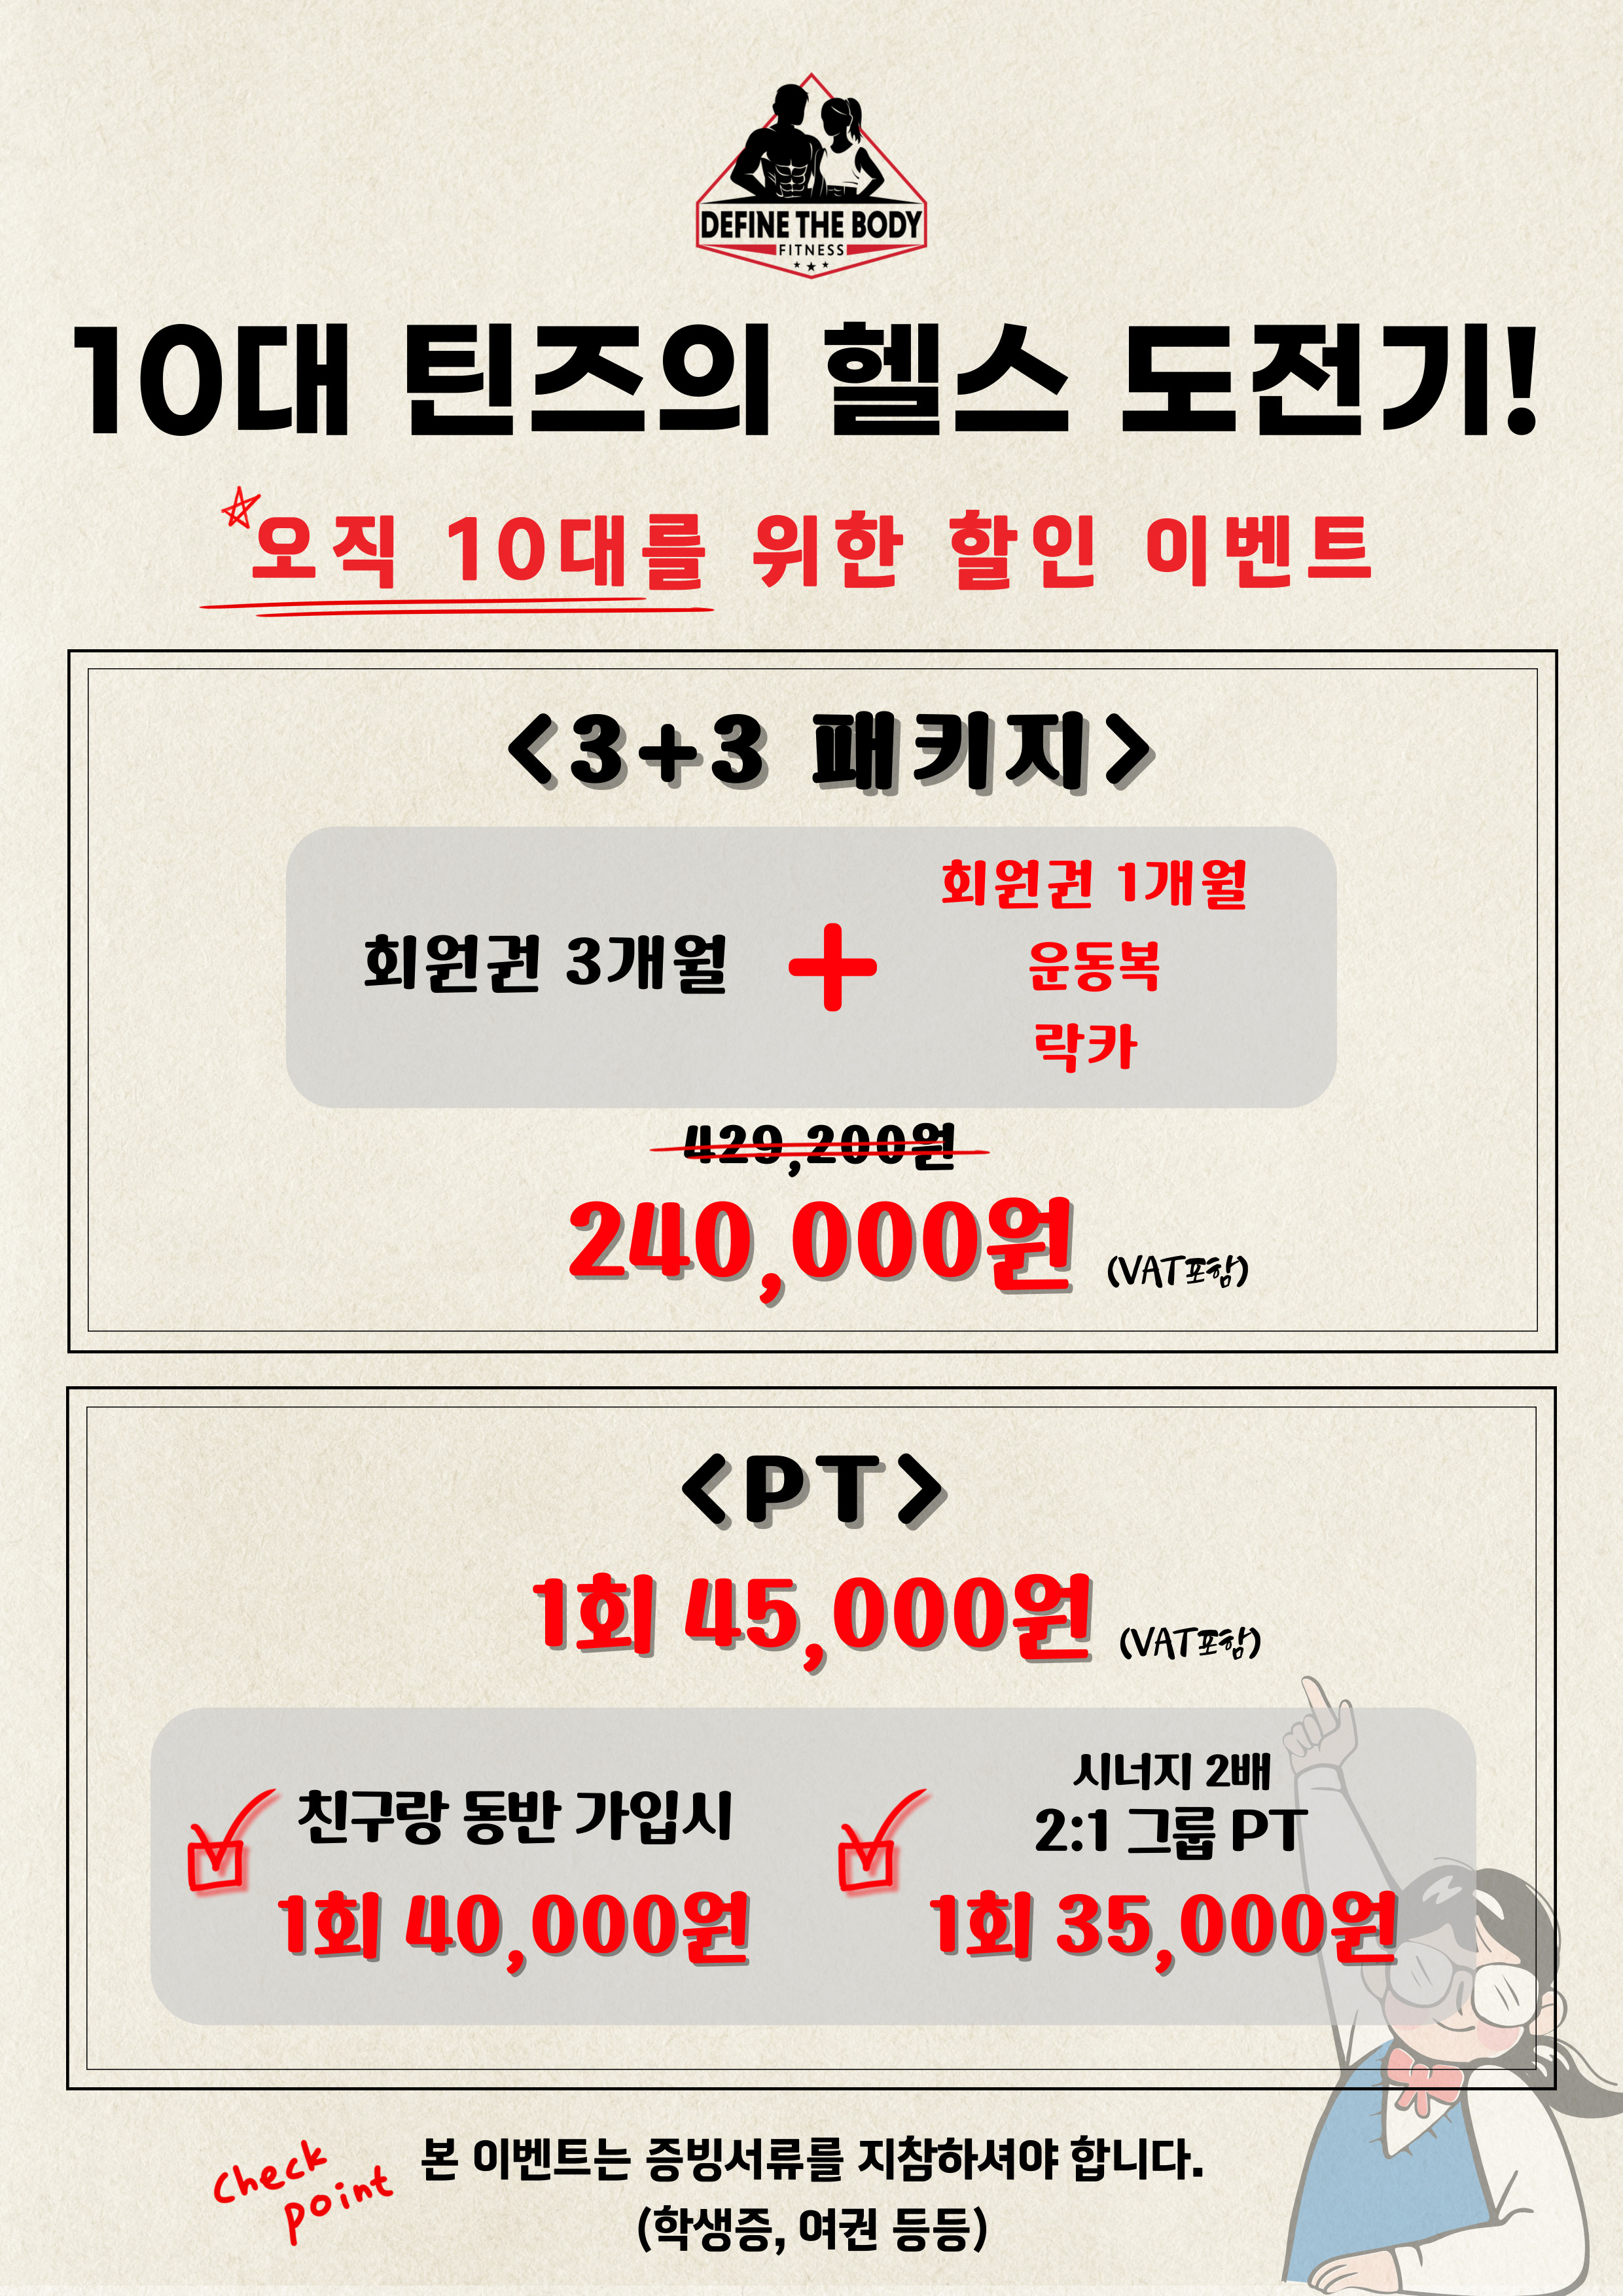 DEFINE THE BODY
FITNESS
10대 틴즈의 헬스 도전기!
오직 10대를 위한 할인 이벤트
<3+3 패키지>
회원권 3개월
+
회원권 1개월
운동복
락카
429,200원
240,000원 (VAT포함)
<PT>
1회 45,000원 (VAT포함)
친구랑 동반 가입시
1회 40,000원
시너지 2배
2:1 그룹 PT
1회 35,000원
check
point
본 이벤트는 증빙서류를 지참하셔야 합니다.
(학생증, 여권 등등)